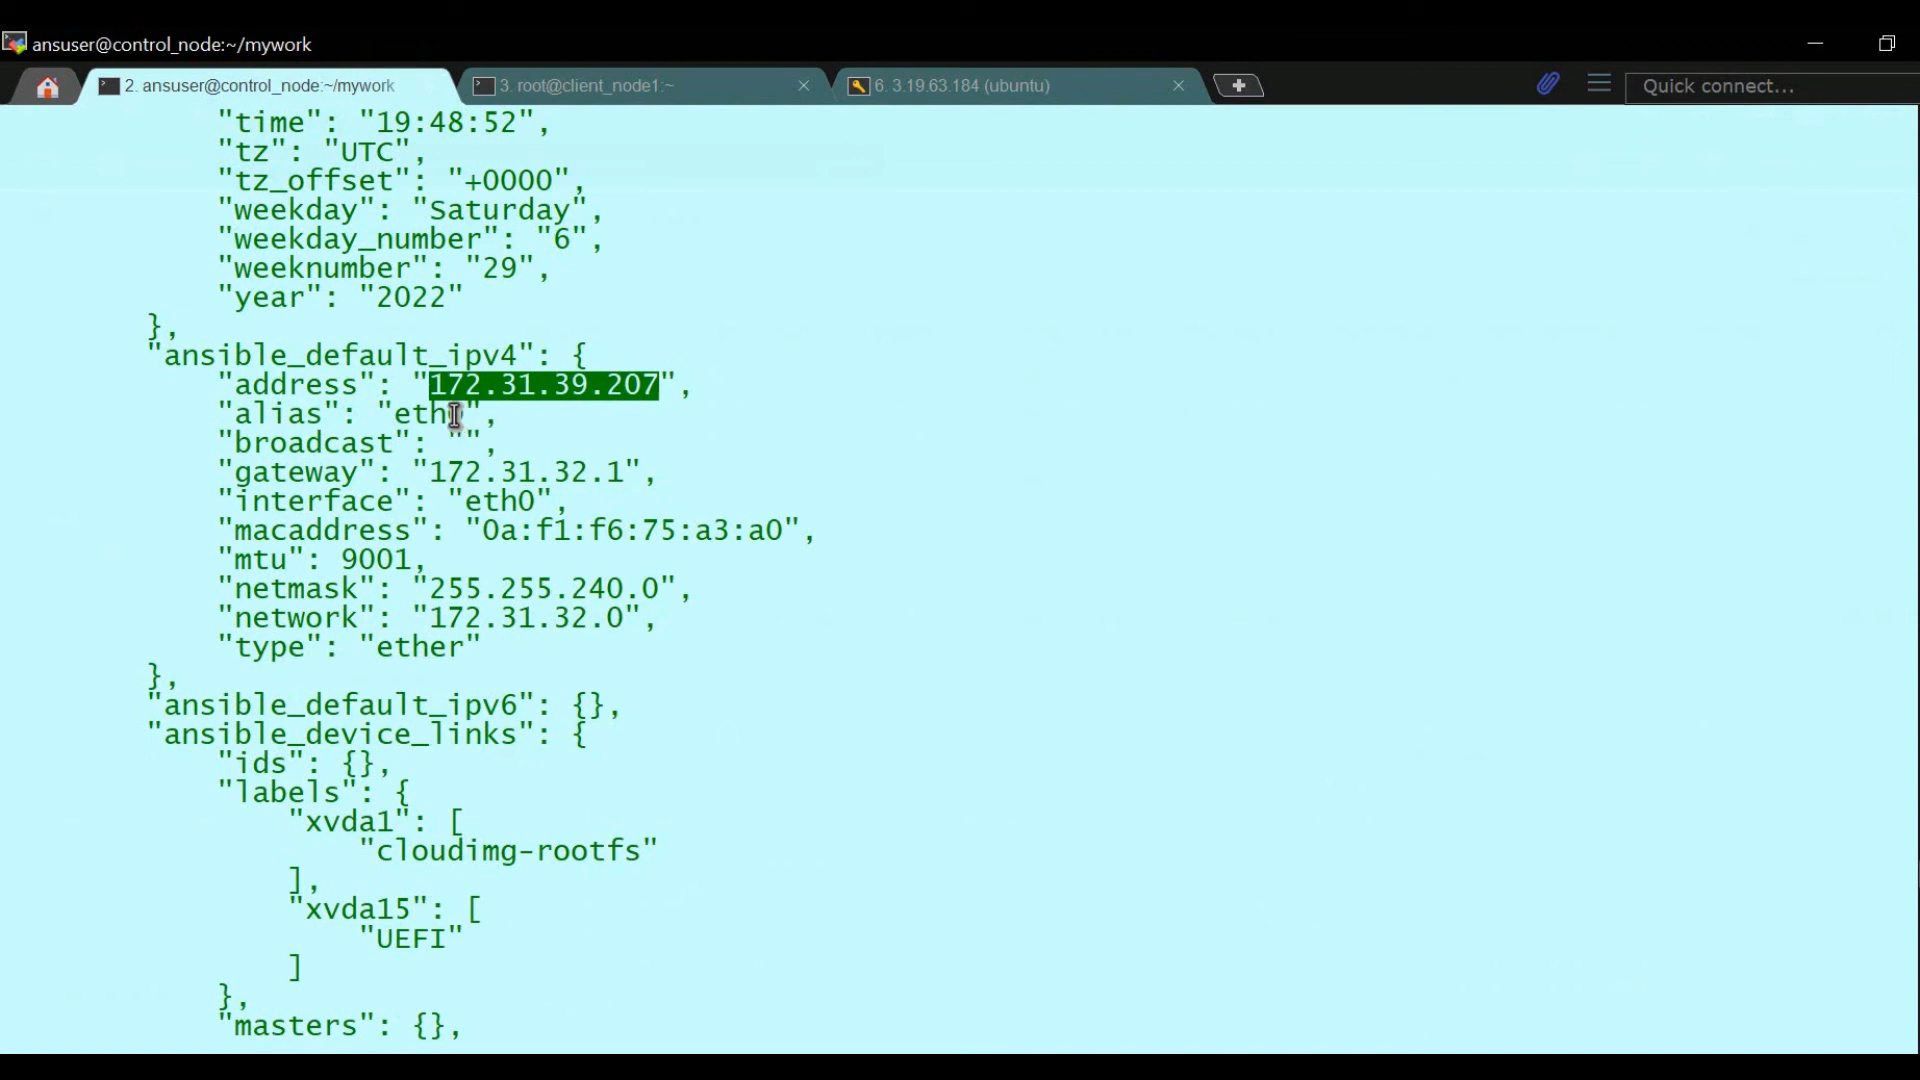 ansuser@control_node:~/mywork
2. ansuser@control_node:~/mywork
3. root@client_node1:~
6. 3.19.63.184 (ubuntu)
Quick connect...
"time": "19:48:52",
"tz": "UTC",
"tz_offset": "+0000",
"weekday": "Saturday",
"weekday_number": "6",
"weeknumber": "29",
"year": "2022"
},
"ansible_default_ipv4": {
"address": "172.31.39.207",
"alias": "eth0",
"broadcast": "",
"gateway": "172.31.32.1",
"interface": "eth0",
"macaddress": "0a:f1:f6:75:a3:a0",
"mtu": 9001,
"netmask": "255.255.240.0",
"network": "172.31.32.0",
"type": "ether"
},
"ansible_default_ipv6": {},
"ansible_device_links": {
"ids": {},
"labels": {
"xvda1": [
"cloudimg-rootfs"
],
"xvda15": [
"UEFI"
]
},
"masters": {},